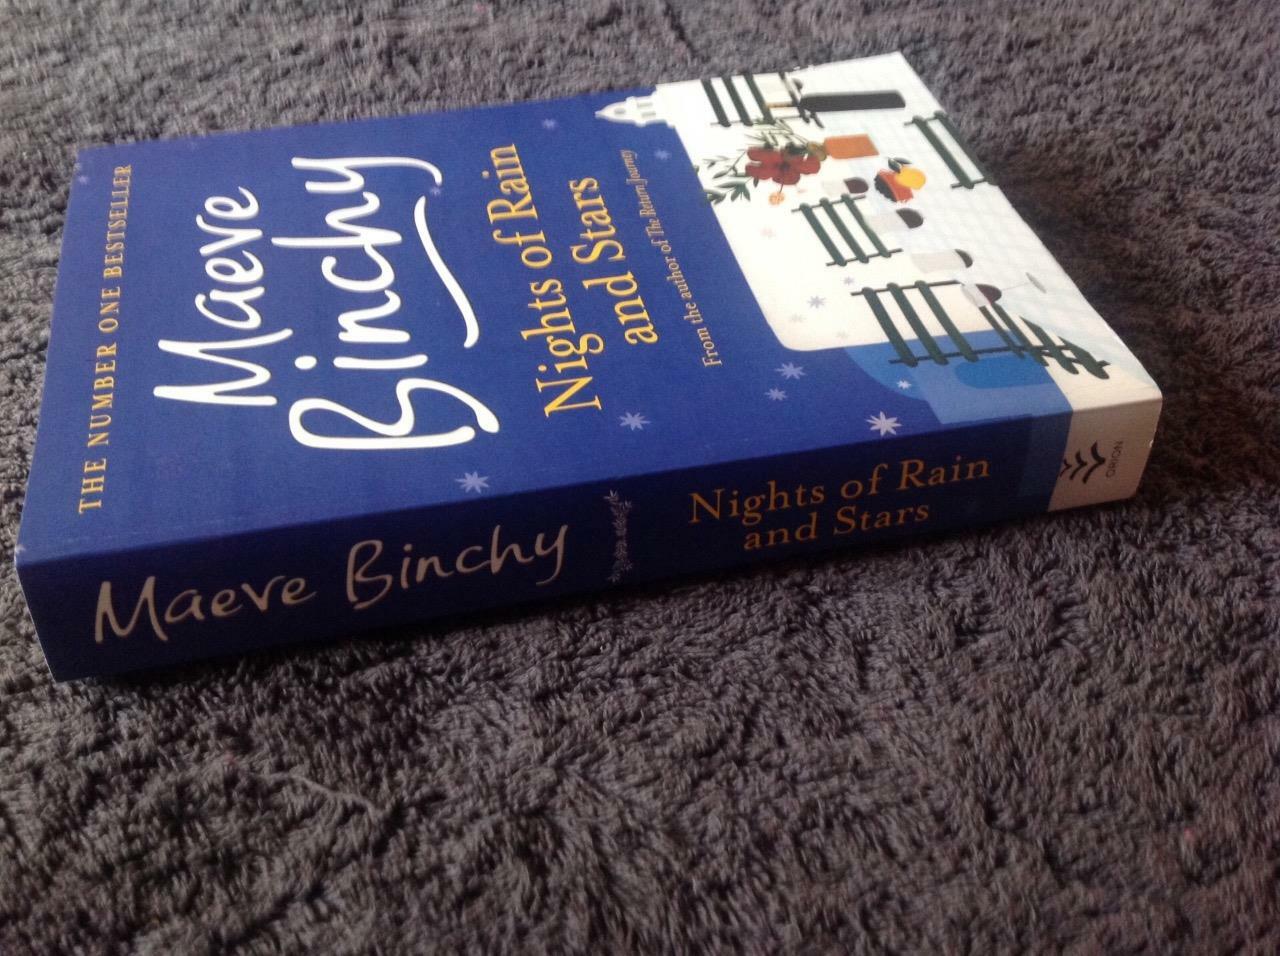 THE NUMBER ONE BESTSELLER
Maeve
Binchy
Nights of Rain
and Stars
From the author of The Return Journey
Maeve Binchy
Nights of Rain
and Stars
ORION